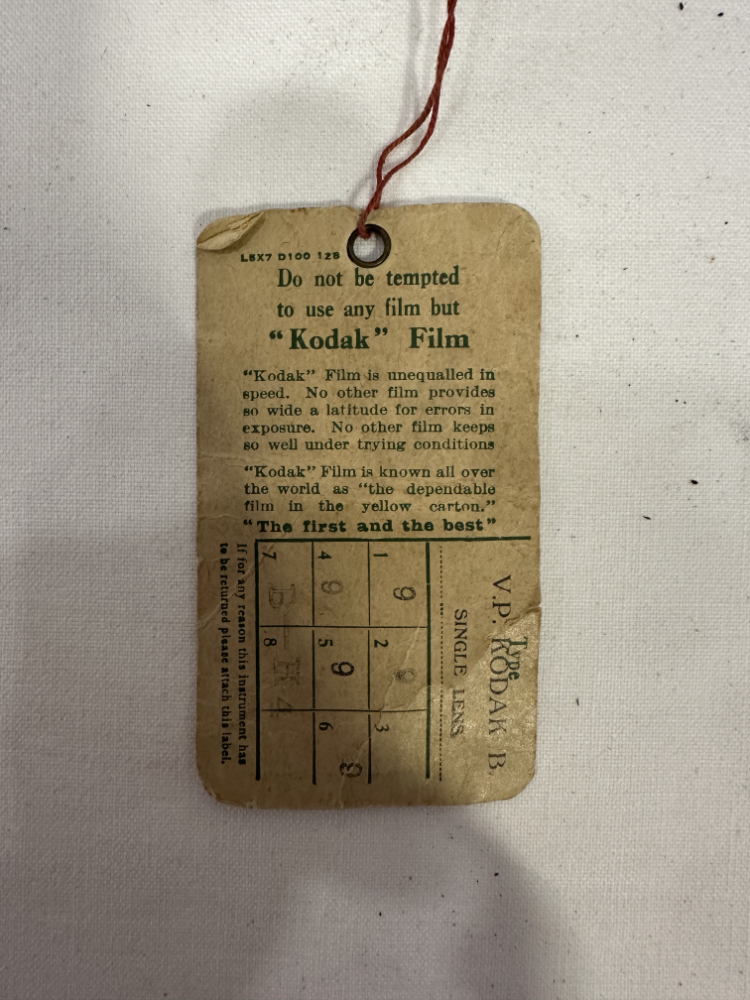 L8X7 D100 128
Do not be tempted
to use any film but
“Kodak” Film
“Kodak” Film is unequalled in
speed. No other film provides
so wide a latitude for errors in
exposure. No other film keeps
so well under trying conditions
“Kodak” Film is known all over
the world as “the dependable
film in the yellow carton.”
“The first and the best”
Type
V.P. KODAK B.
SINGLE LENS
1 9 2 9 3
4 9 5 9 6 9
7 8 K4
If for any reason this instrument has
to be returned please attach this label.